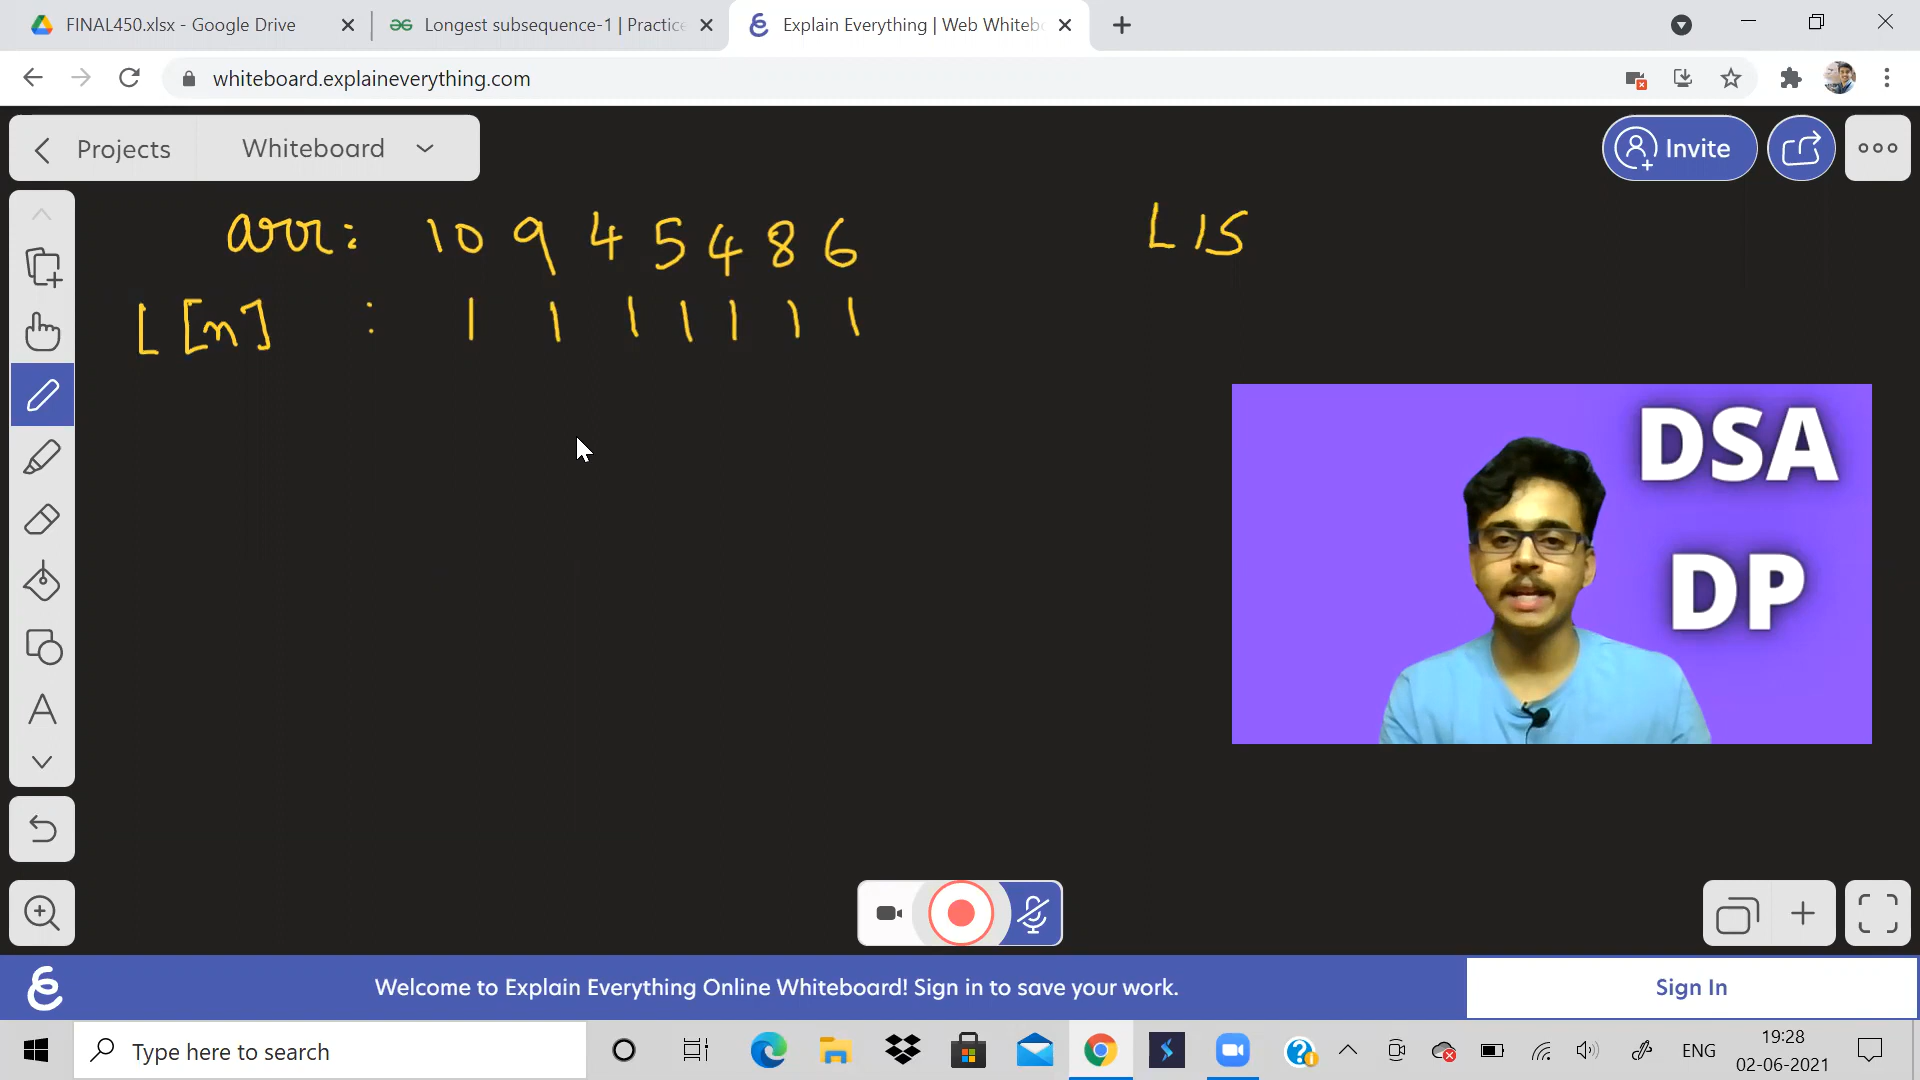 FINAL450.xlsx - Google Drive
Longest subsequence-1 | Practice
Explain Everything | Web Whitebo
whiteboard.explaineverything.com
Projects
Whiteboard
Invite
arr: 10 9 4 5 4 8 6
LIS
L[n] : 1 1 1 1 1 1 1
DSA
DP
A
Welcome to Explain Everything Online Whiteboard! Sign in to save your work.
Sign In
Type here to search
ENG
19:28
02-06-2021